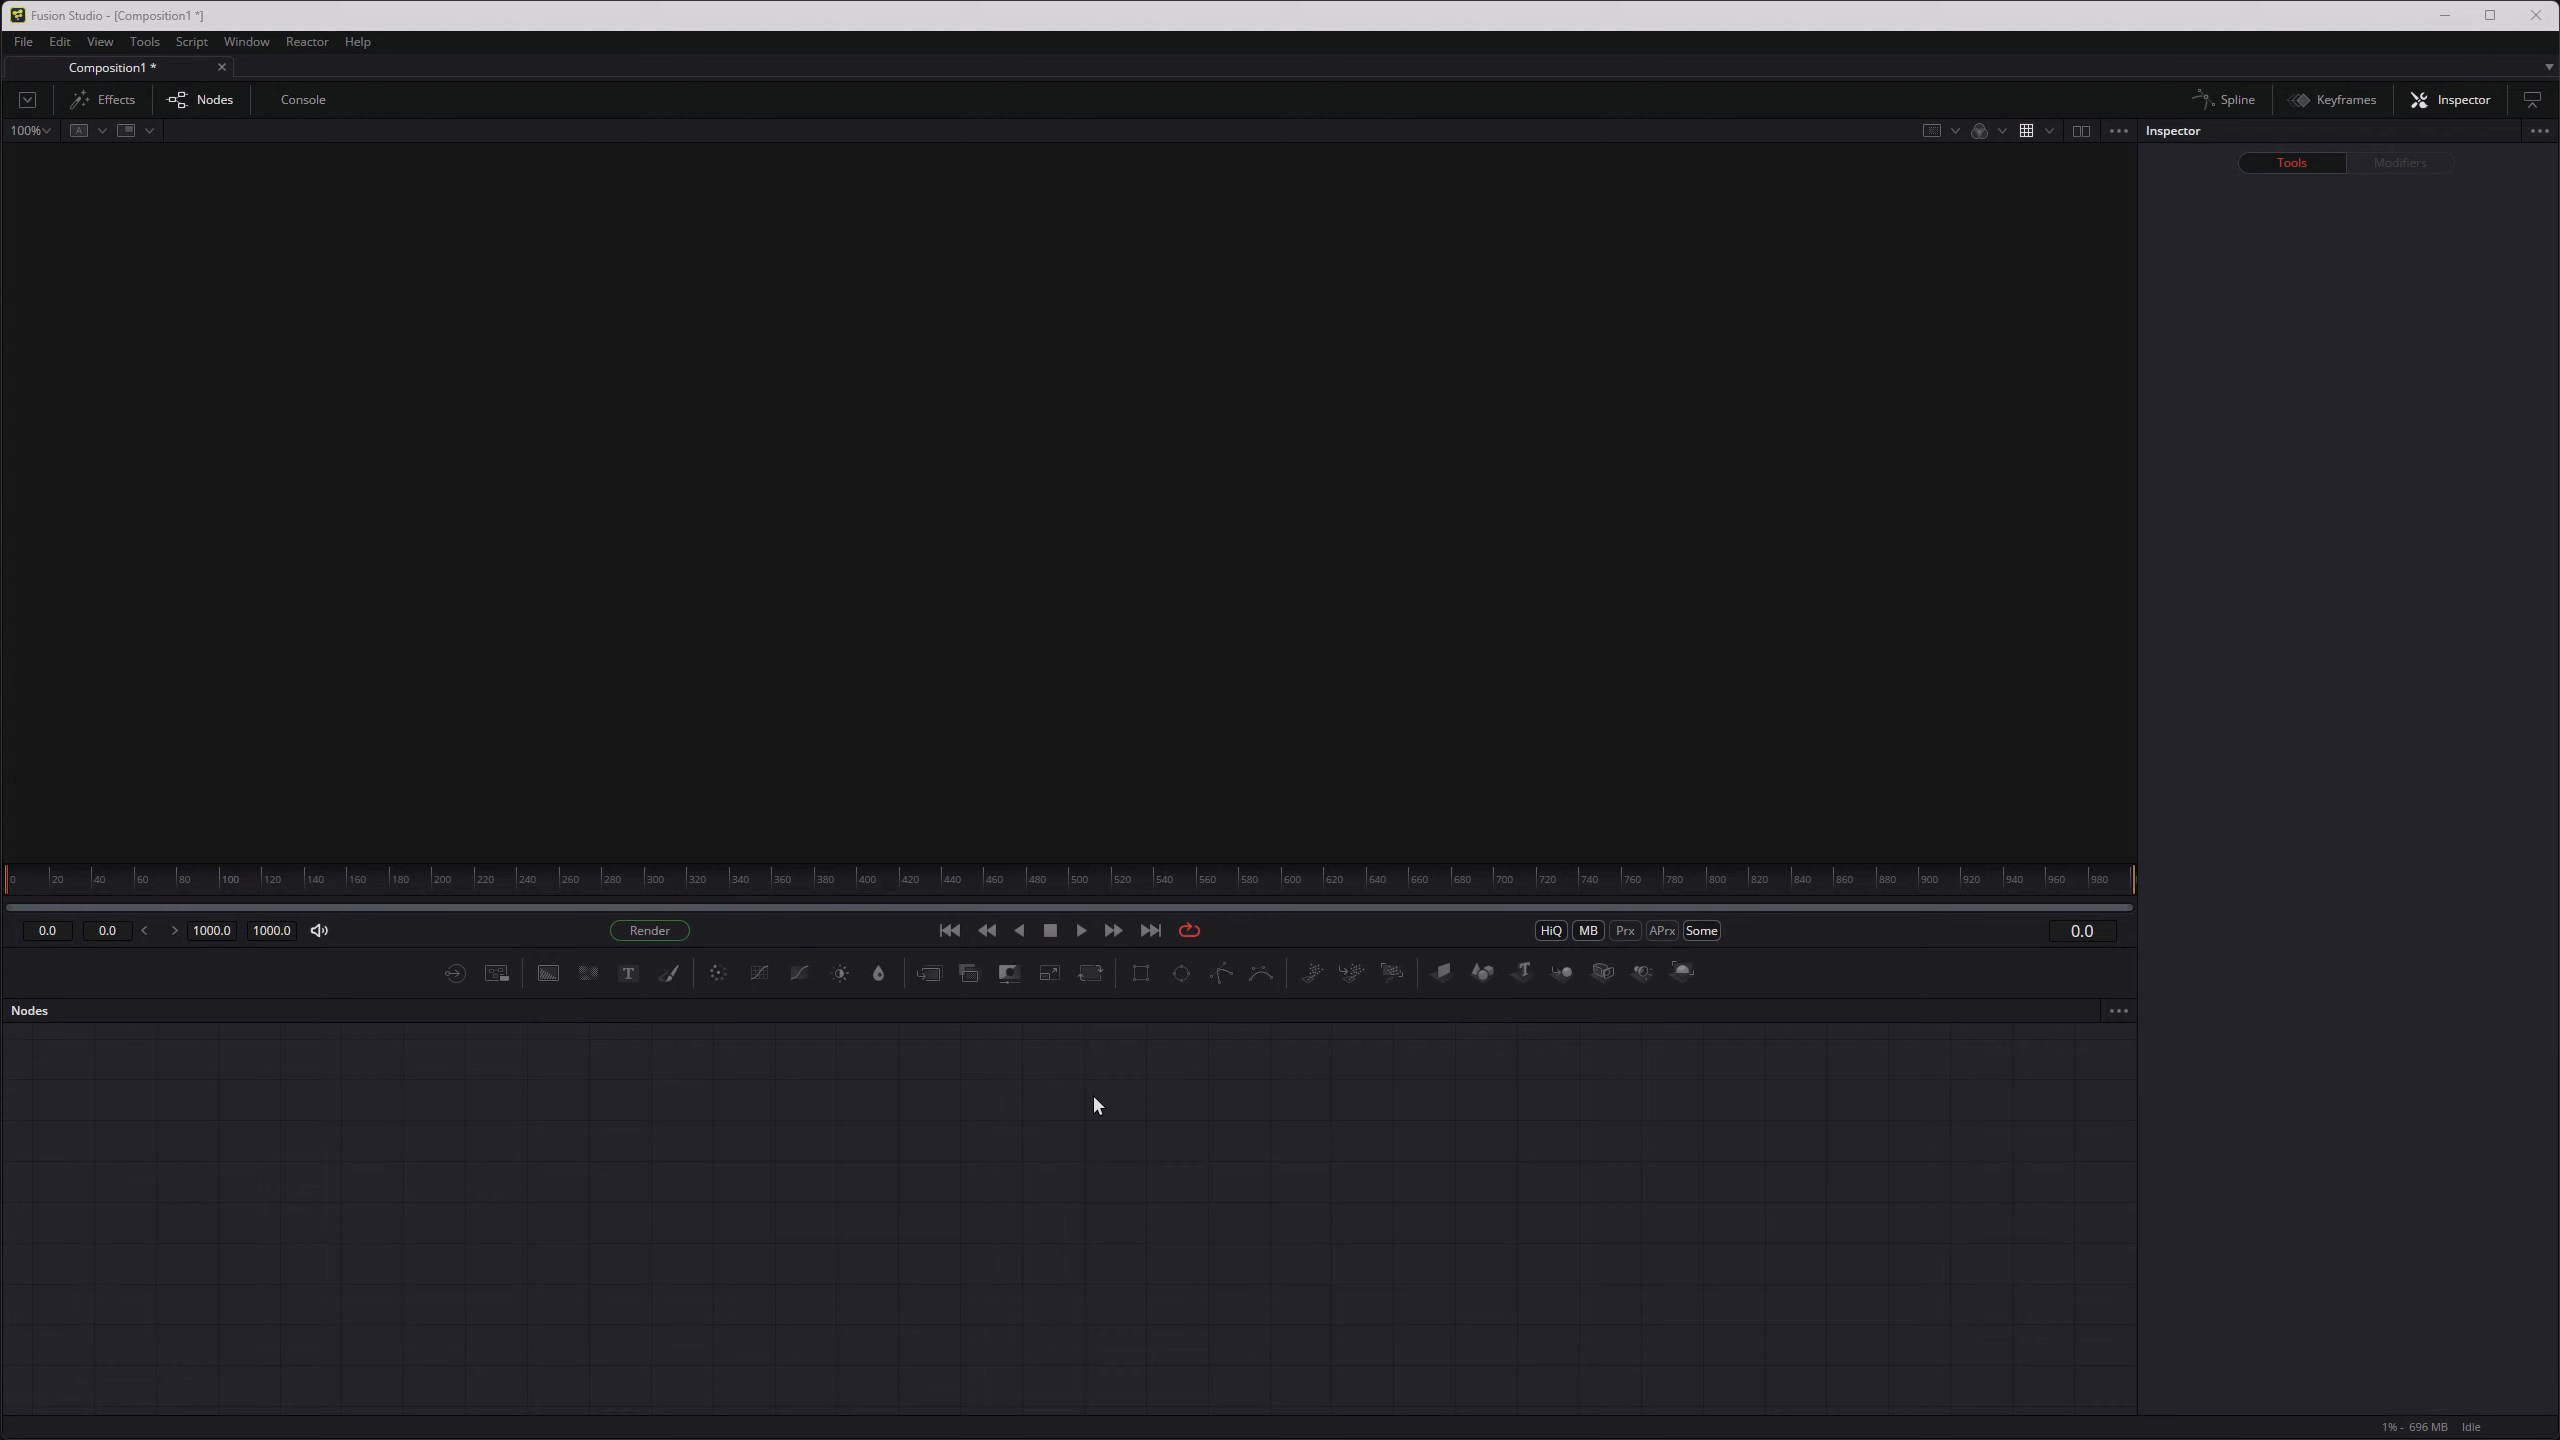 Fusion Studio - [Composition1 *]
File Edit View Tools Script Window Reactor Help
Composition1 *
Effects Nodes Console Spline Keyframes Inspector
100% A Inspector
Tools Modifiers
0 20 40 60 80 100 120 140 160 180 200 220 240 260 280 300 320 340 360 380 400 420 440 460 480 500 520 540 560 580 600 620 640 660 680 700 720 740 760 780 800 820 840 860 880 900 920 940 960 980
0.0 0.0 < > 1000.0 1000.0 Render HiQ MB Prx APrx Some 0.0
T T
Nodes
1% - 696 MB Idle